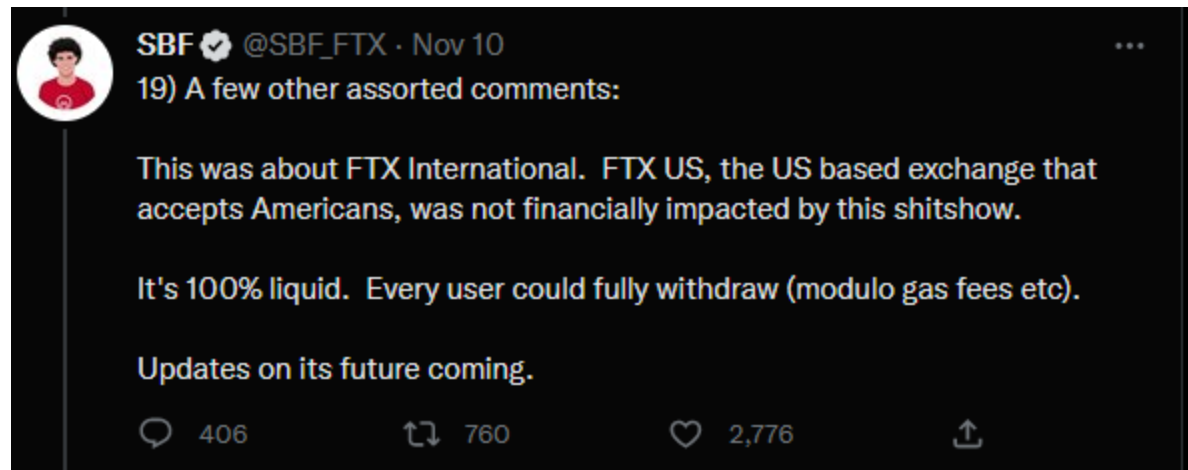 SBF @SBF_FTX · Nov 10
19) A few other assorted comments:
This was about FTX International.  FTX US, the US based exchange that
accepts Americans, was not financially impacted by this shitshow.
It's 100% liquid.  Every user could fully withdraw (modulo gas fees etc).
Updates on its future coming.
406 760 2,776